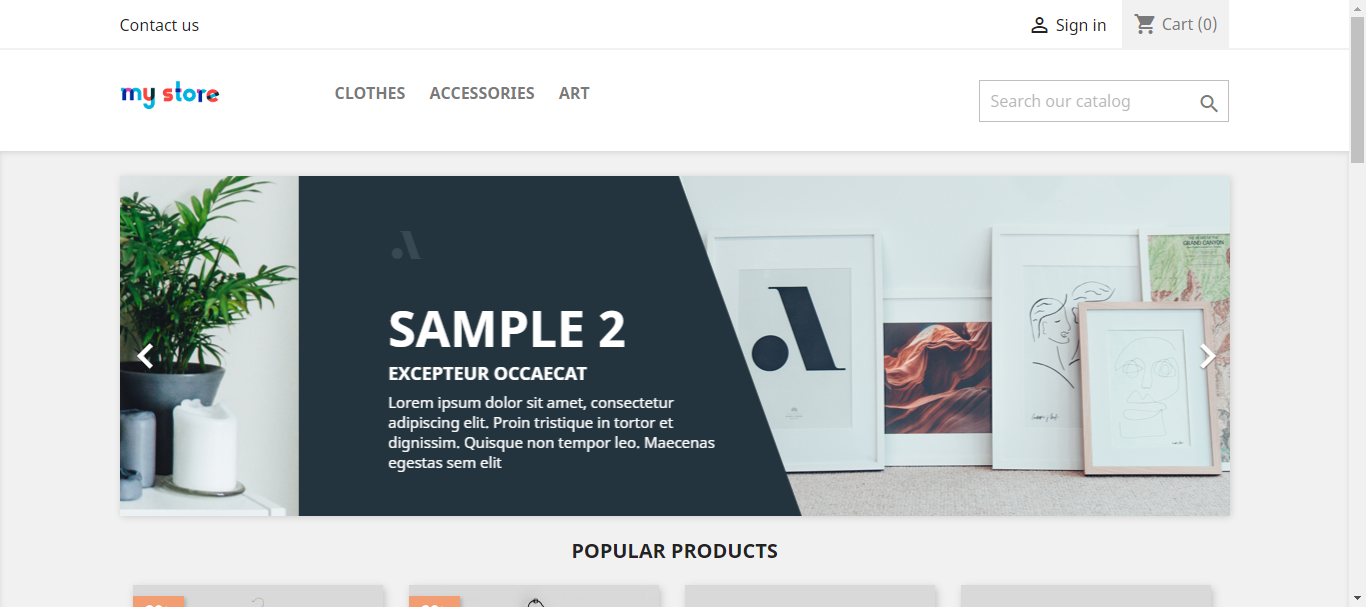 Contact us
Sign in
Cart (0)
my store
CLOTHES
ACCESSORIES
ART
Search our catalog
SAMPLE 2
EXCEPTEUR OCCAECAT
Lorem ipsum dolor sit amet, consectetur
adipiscing elit. Proin tristique in tortor et
dignissim. Quisque non tempor leo. Maecenas
egestas sem elit
GRAND CANYON
POPULAR PRODUCTS